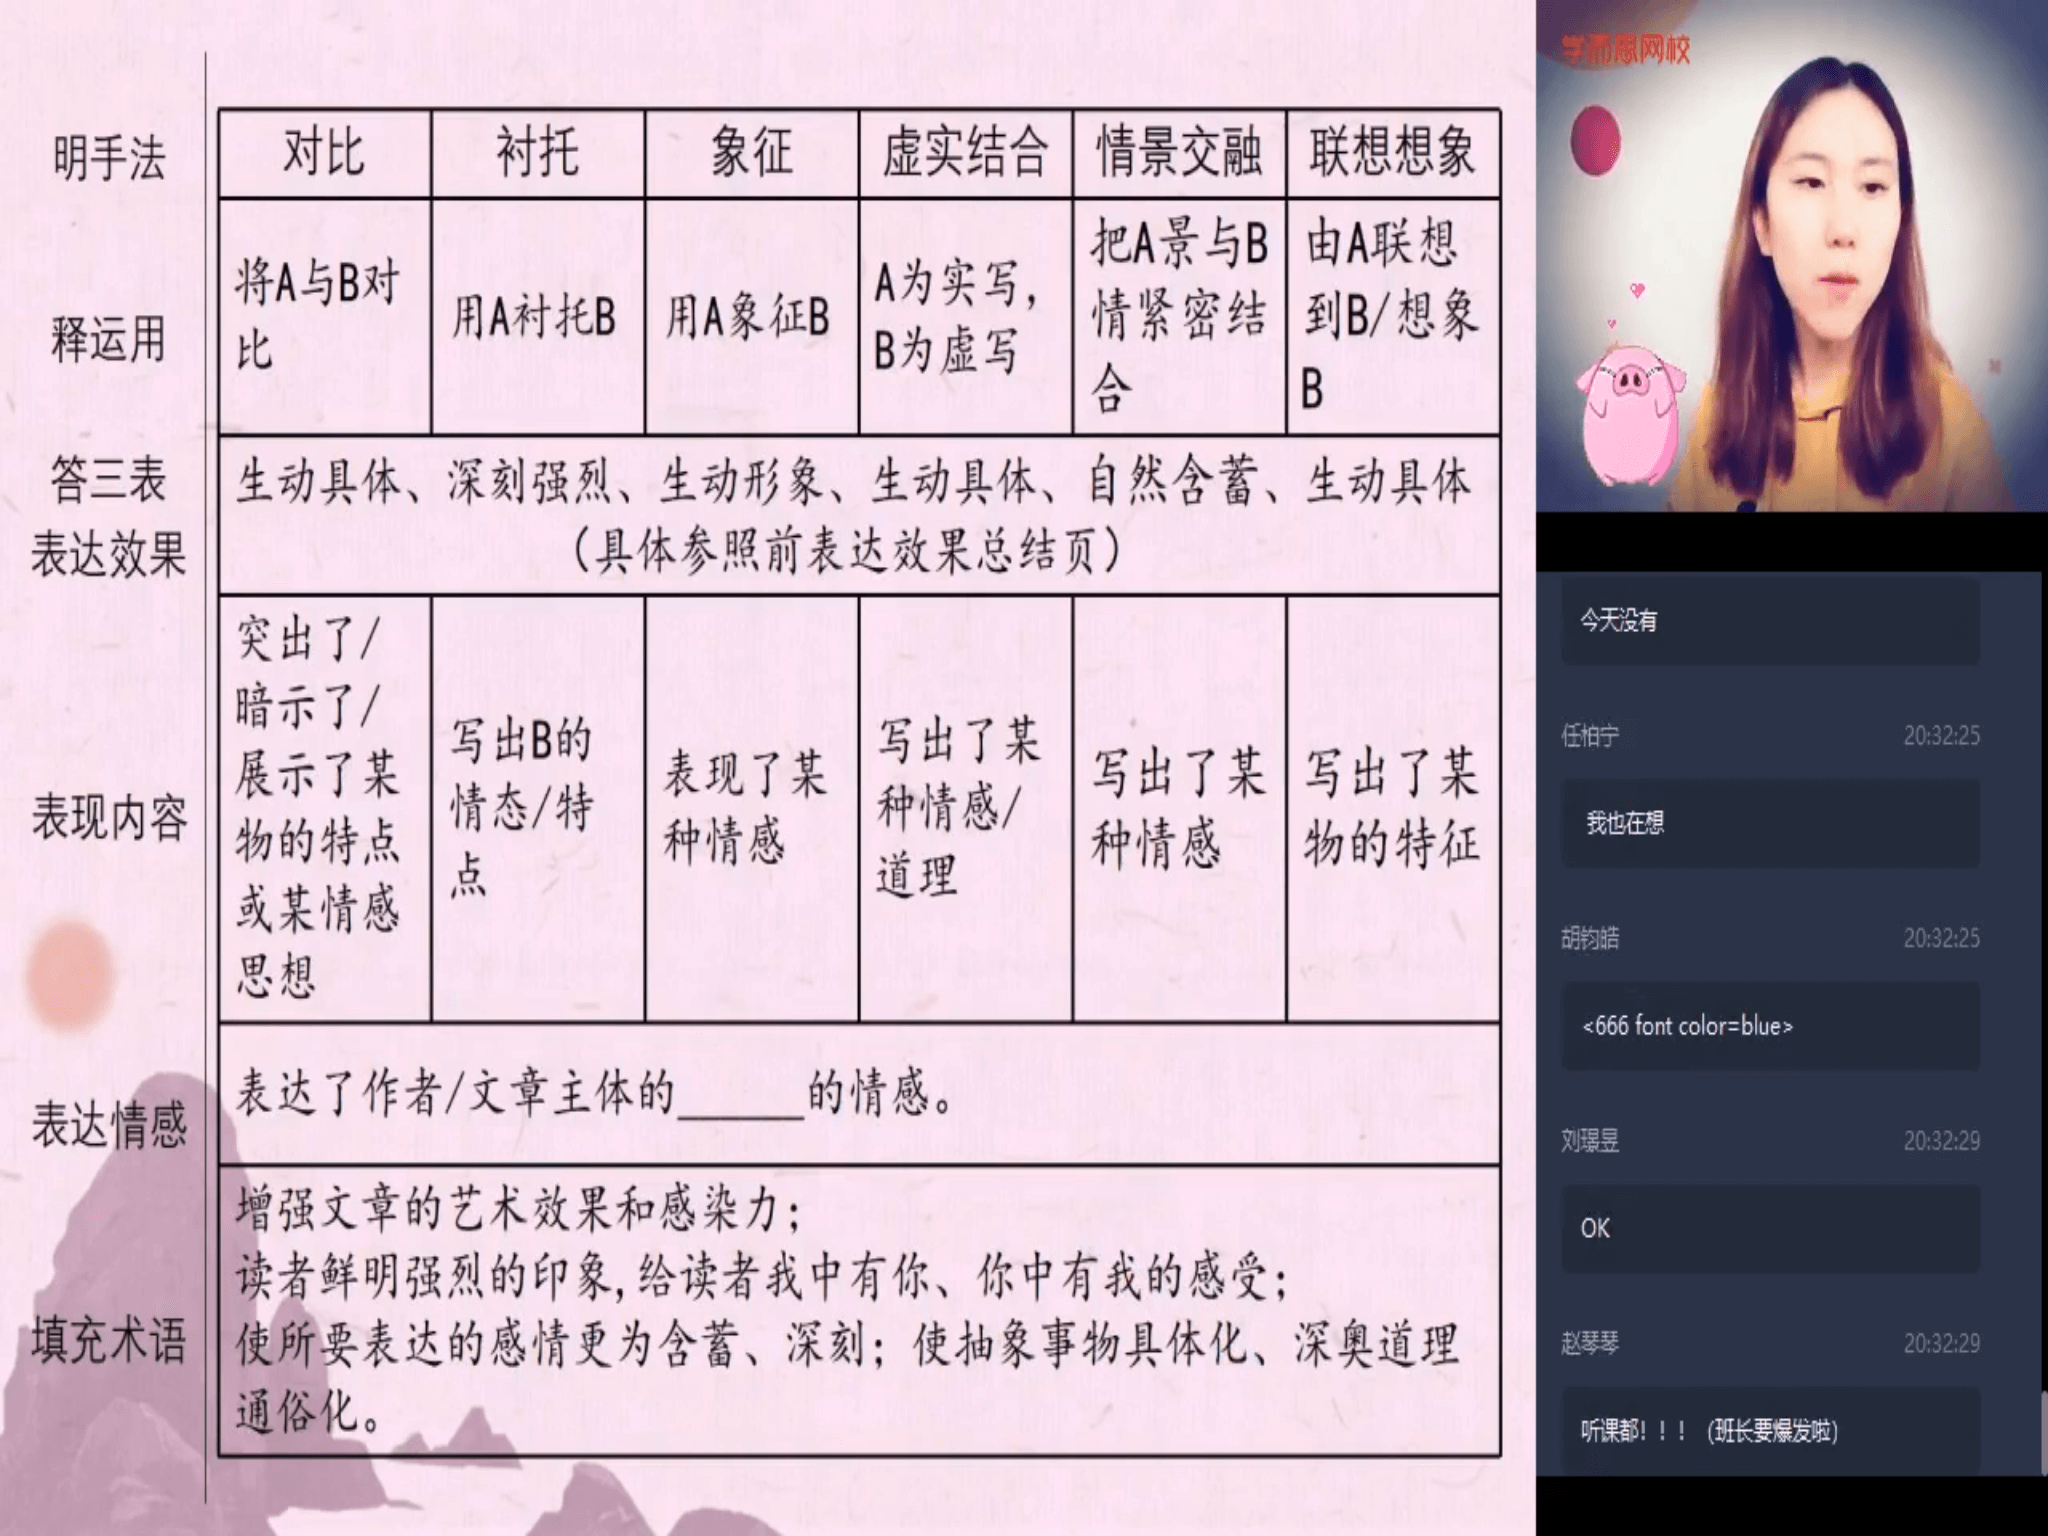 明手法
对比 衬托 象征 虚实结合 情景交融 联想想象
释运用
将A与B对
比
用A衬托B
用A象征B
A为实写，
B为虚写
把A景与B
情紧密结
合
由A联想
到B/想象
B
答三表
表达效果
生动具体、深刻强烈、生动形象、生动具体、自然含蓄、生动具体
（具体参照前表达效果总结页）
表现内容
突出了/
暗示了/
展示了某
物的特点
或某情感
思想
写出B的
情态/特
点
表现了某
种情感
写出了某
种情感/
道理
写出了某
种情感
写出了某
物的特征
表达情感
表达了作者/文章主体的______的情感。
填充术语
增强文章的艺术效果和感染力；
读者鲜明强烈的印象,给读者我中有你、你中有我的感受；
使所要表达的感情更为含蓄、深刻；使抽象事物具体化、深奥道理
通俗化。
学而思网校
今天没有
任柏宁 20:32:25
我也在想
胡钧皓 20:32:25
<666 font color=blue>
刘璟昱 20:32:29
OK
赵琴琴 20:32:29
听课都！！！（班长要爆发啦)